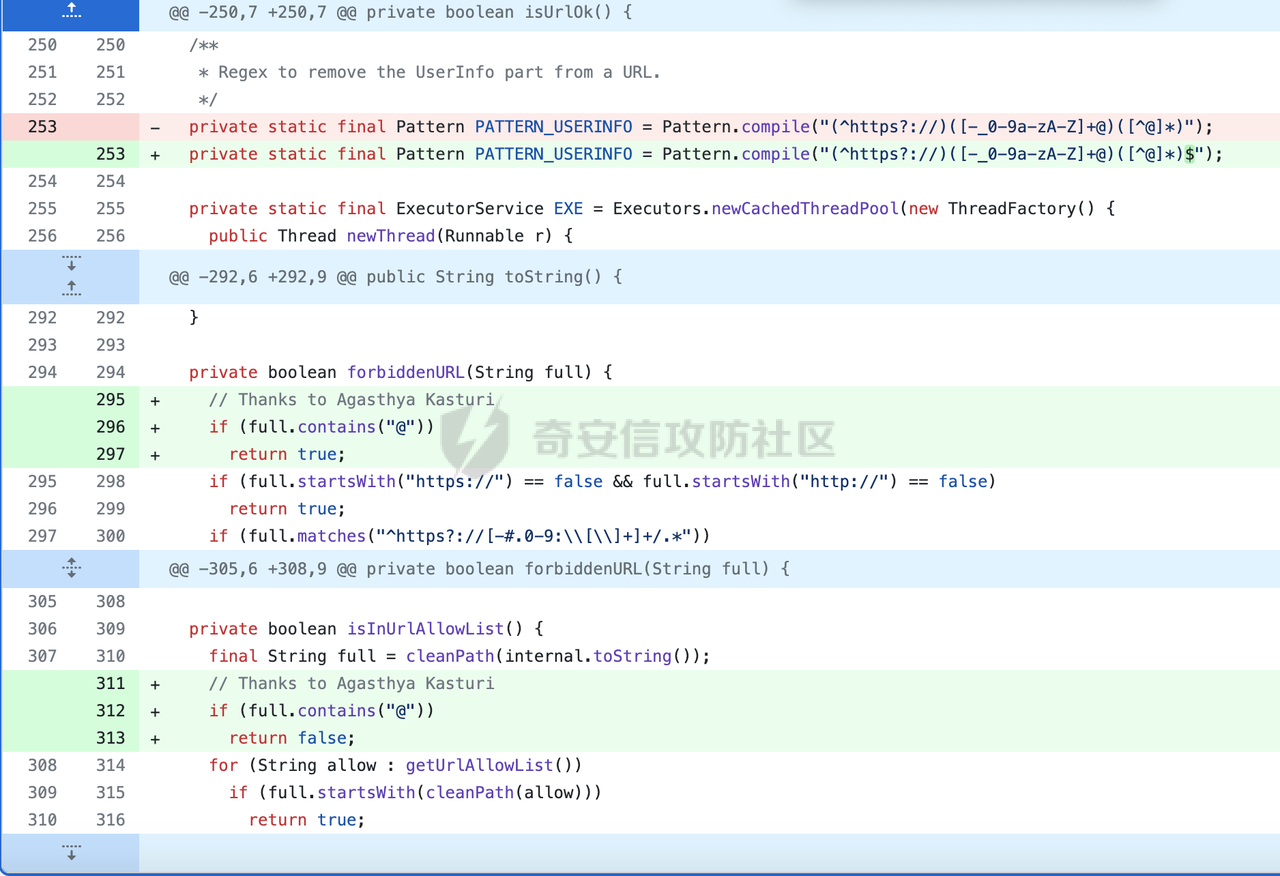 @@ -250,7 +250,7 @@ private boolean isUrlOk() {
250 250 /**
251 251 * Regex to remove the UserInfo part from a URL.
252 252 */
253 - private static final Pattern PATTERN_USERINFO = Pattern.compile("(^https?://)([-_0-9a-zA-Z]+@)([^@]*)");
253 + private static final Pattern PATTERN_USERINFO = Pattern.compile("(^https?://)([-_0-9a-zA-Z]+@)([^@]*)$");
254 254
255 255 private static final ExecutorService EXE = Executors.newCachedThreadPool(new ThreadFactory() {
256 256 public Thread newThread(Runnable r) {
@@ -292,6 +292,9 @@ public String toString() {
292 292 }
293 293
294 294 private boolean forbiddenURL(String full) {
295 + // Thanks to Agasthya Kasturi
296 + if (full.contains("@"))
297 + return true;
295 298 if (full.startsWith("https://") == false && full.startsWith("http://") == false)
296 299 return true;
297 300 if (full.matches("^https?://[-#.0-9:\\[\\]+]+/.*"))
@@ -305,6 +308,9 @@ private boolean forbiddenURL(String full) {
305 308
306 309 private boolean isInUrlAllowList() {
307 310 final String full = cleanPath(internal.toString());
311 + // Thanks to Agasthya Kasturi
312 + if (full.contains("@"))
313 + return false;
308 314 for (String allow : getUrlAllowList())
309 315 if (full.startsWith(cleanPath(allow)))
310 316 return true;
奇安信攻防社区